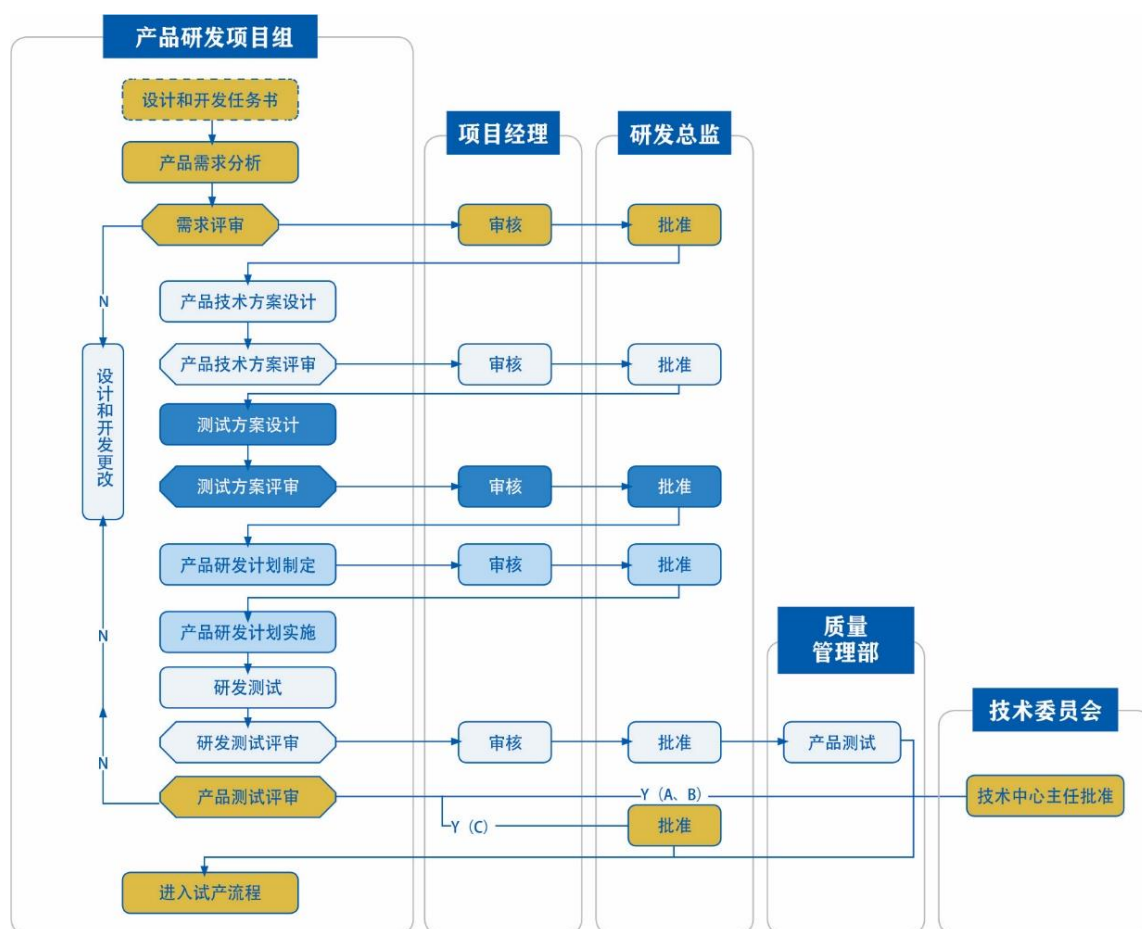 产品研发项目组
设计和开发任务书
项目经理
研发总监
产品需求分析
需求评审
审核
批准
N
产品技术方案设计
产品技术方案评审
审核
批准
设计和开发更改
测试方案设计
测试方案评审
审核
批准
产品研发计划制定
审核
批准
N
产品研发计划实施
质量
管理部
研发测试
技术委员会
研发测试评审
审核
批准
产品测试
N
产品测试评审
Y（A、B）
技术中心主任批准
Y（C）
批准
进入试产流程